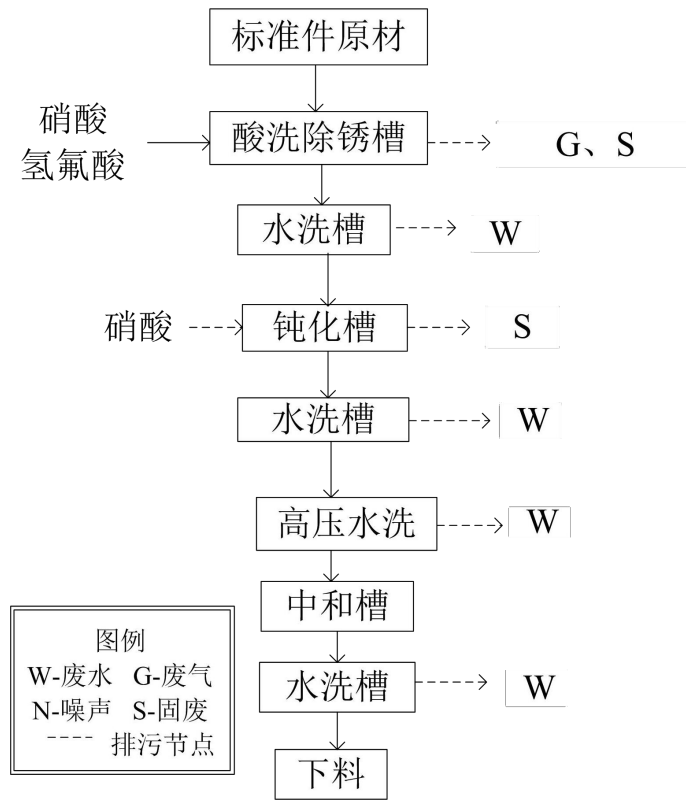 标准件原材
硝酸
氢氟酸
酸洗除锈槽
G、S
水洗槽
W
硝酸
钝化槽
S
水洗槽
W
高压水洗
W
中和槽
水洗槽
W
下料
图例
W-废水 G-废气
N-噪声 S-固废
排污节点